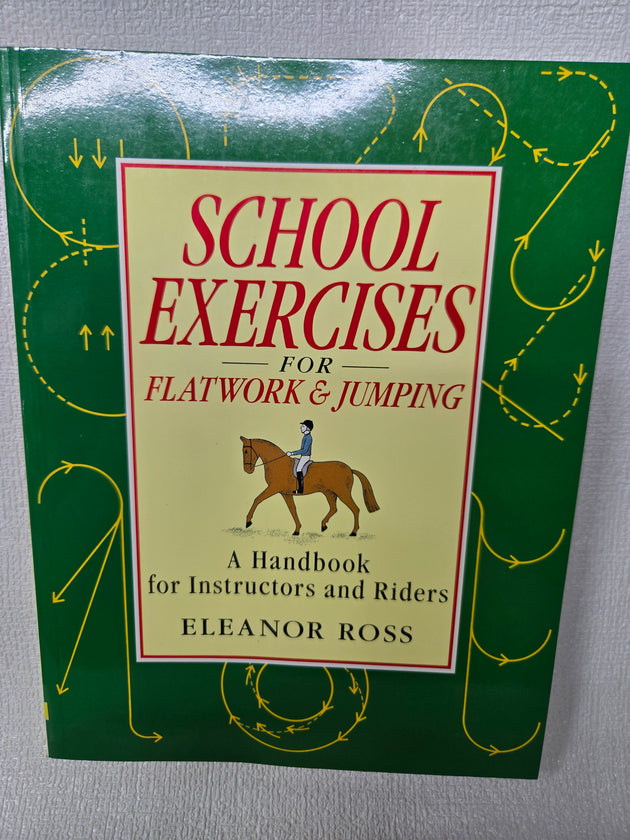 SCHOOL
EXERCISES
FOR
FLATWORK & JUMPING
A Handbook
for Instructors and Riders
ELEANOR ROSS